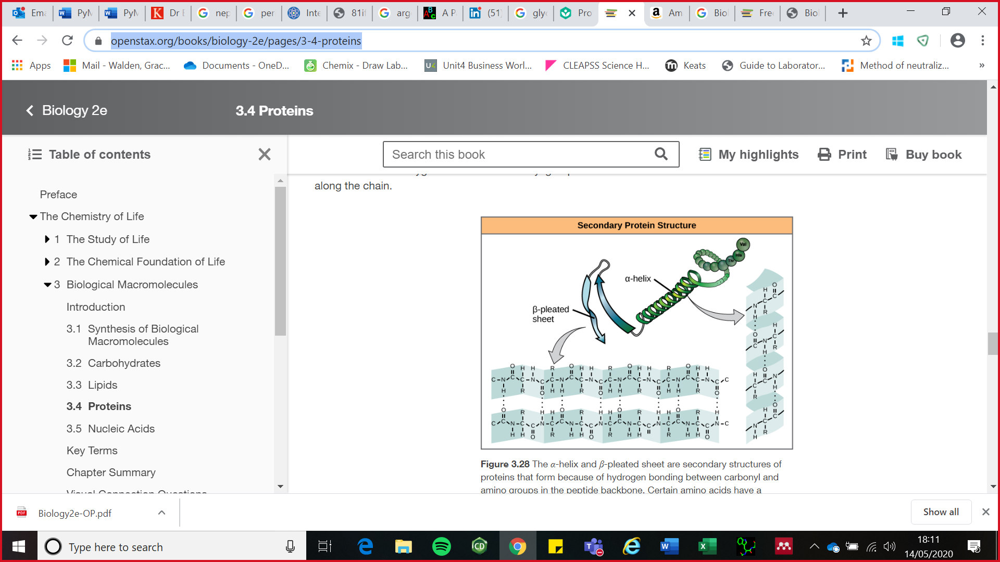 Ema
PyM
PyM
Dr E
nep
per
Inte
81if
arg
A P
(51)
gly
Pro
Am
Biol
Free
Biol
openstax.org/books/biology-2e/pages/3-4-proteins
Apps
Mail - Walden, Grac...
Documents - OneD...
Chemix - Draw Lab...
Unit4 Business Worl...
CLEAPSS Science H...
Keats
Guide to Laborator...
Method of neutraliz...
»
Biology 2e
3.4 Proteins
Table of contents
Search this book
My highlights
Print
Buy book
Preface
The Chemistry of Life
1 The Study of Life
2 The Chemical Foundation of Life
3 Biological Macromolecules
Introduction
3.1 Synthesis of Biological
Macromolecules
3.2 Carbohydrates
3.3 Lipids
3.4 Proteins
3.5 Nucleic Acids
Key Terms
Chapter Summary
Visual Connection Questions
along the chain.
Secondary Protein Structure
Val
His
Thr
α-helix
β-pleated
sheet
Figure 3.28 The α-helix and β-pleated sheet are secondary structures of
proteins that form because of hydrogen bonding between carbonyl and
amino groups in the peptide backbone. Certain amino acids have a
Biology2e-OP.pdf
Show all
Type here to search
18:11
14/05/2020